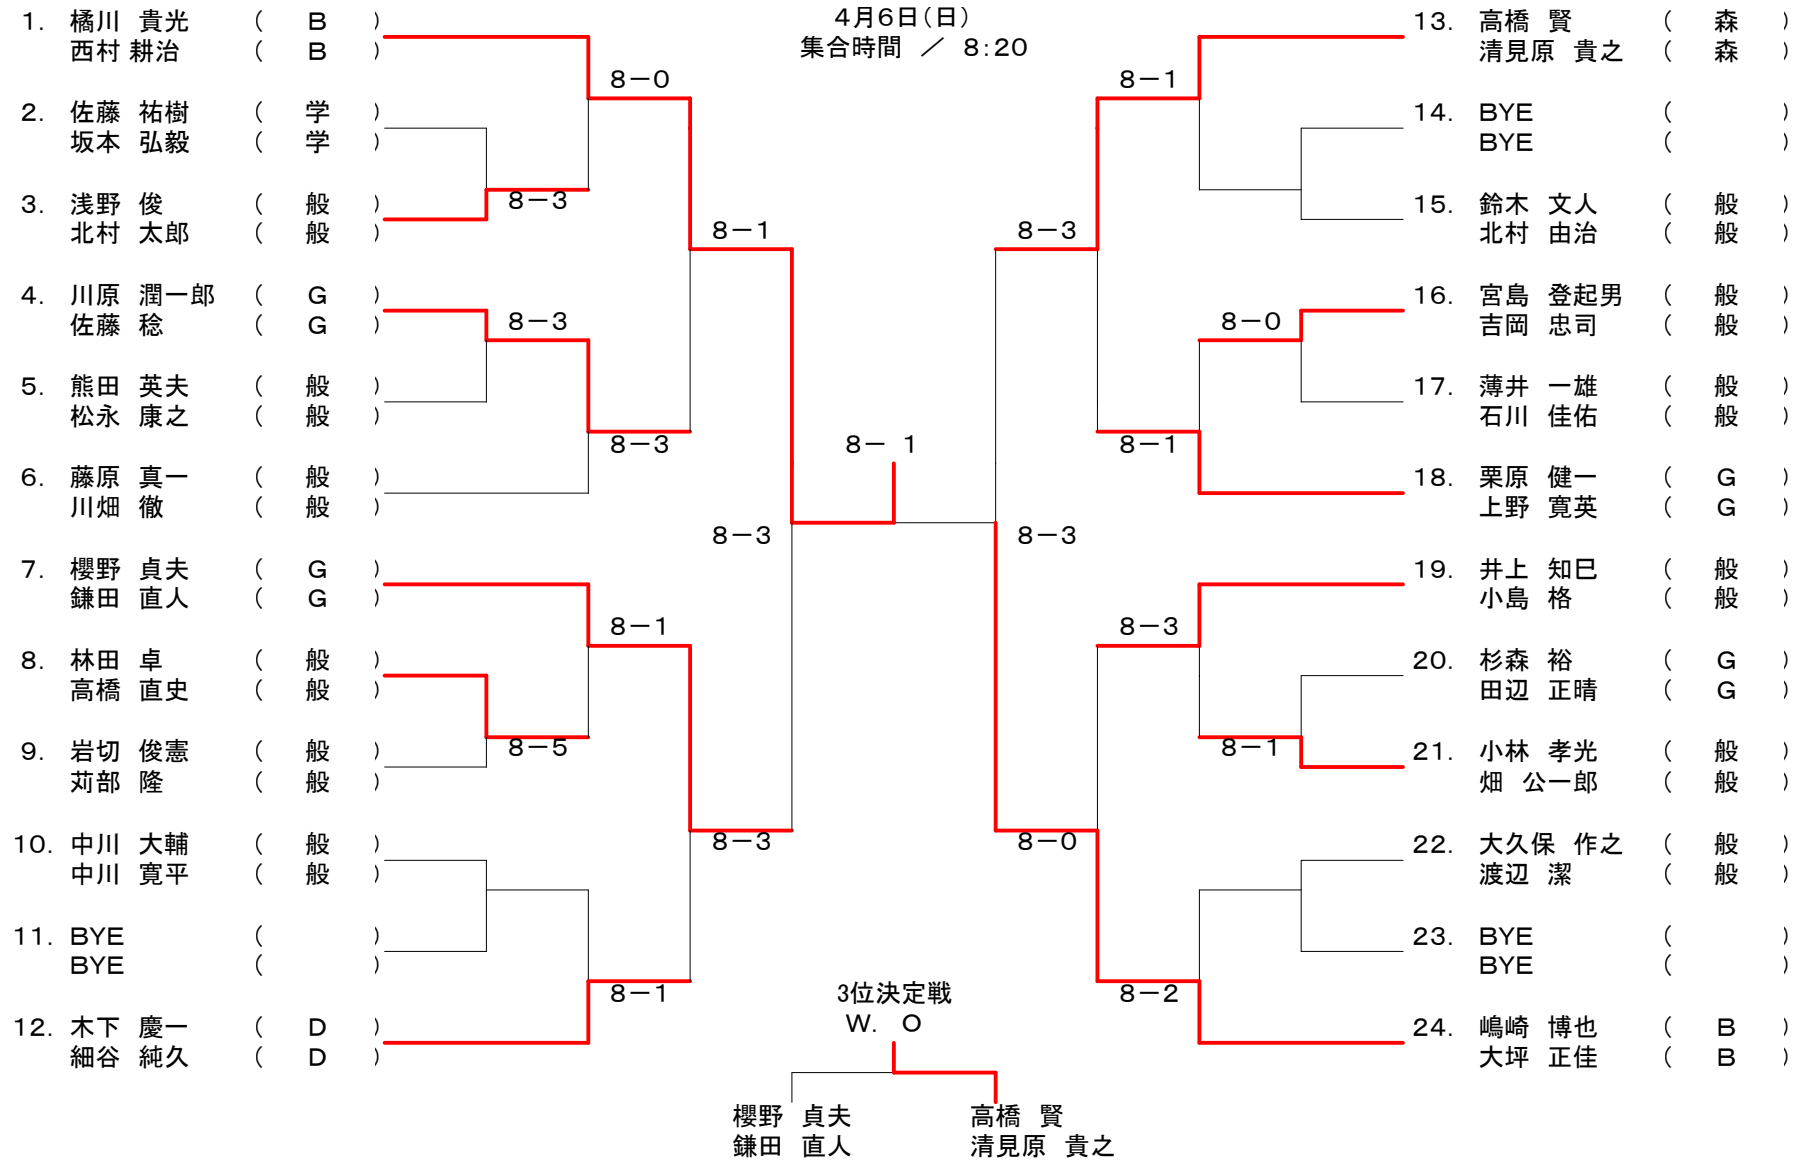 4月6日(日)
集合時間 ／ 8:20
1. 橘川 貴光 ( B )
西村 耕治 ( B )
2. 佐藤 祐樹 ( 学 )
坂本 弘毅 ( 学 )
3. 浅野 俊 ( 般 )
北村 太郎 ( 般 )
4. 川原 潤一郎 ( G )
佐藤 稔 ( G )
5. 熊田 英夫 ( 般 )
松永 康之 ( 般 )
6. 藤原 真一 ( 般 )
川畑 徹 ( 般 )
7. 櫻野 貞夫 ( G )
鎌田 直人 ( G )
8. 林田 卓 ( 般 )
高橋 直史 ( 般 )
9. 岩切 俊憲 ( 般 )
苅部 隆 ( 般 )
10. 中川 大輔 ( 般 )
中川 寛平 ( 般 )
11. BYE ( )
BYE ( )
12. 木下 慶一 ( D )
細谷 純久 ( D )
8－0
8－3
8－1
8－3
8－3
8－3
8－1
8－5
8－3
8－1
8－ 1
8－1
8－3
8－0
8－1
8－3
8－3
8－1
8－0
8－2
13. 高橋 賢 ( 森 )
清見原 貴之 ( 森 )
14. BYE ( )
BYE ( )
15. 鈴木 文人 ( 般 )
北村 由治 ( 般 )
16. 宮島 登起男 ( 般 )
吉岡 忠司 ( 般 )
17. 薄井 一雄 ( 般 )
石川 佳佑 ( 般 )
18. 栗原 健一 ( G )
上野 寛英 ( G )
19. 井上 知巳 ( 般 )
小島 格 ( 般 )
20. 杉森 裕 ( G )
田辺 正晴 ( G )
21. 小林 孝光 ( 般 )
畑 公一郎 ( 般 )
22. 大久保 作之 ( 般 )
渡辺 潔 ( 般 )
23. BYE ( )
BYE ( )
24. 嶋崎 博也 ( B )
大坪 正佳 ( B )
3位決定戦
W. O
櫻野 貞夫
鎌田 直人
高橋 賢
清見原 貴之